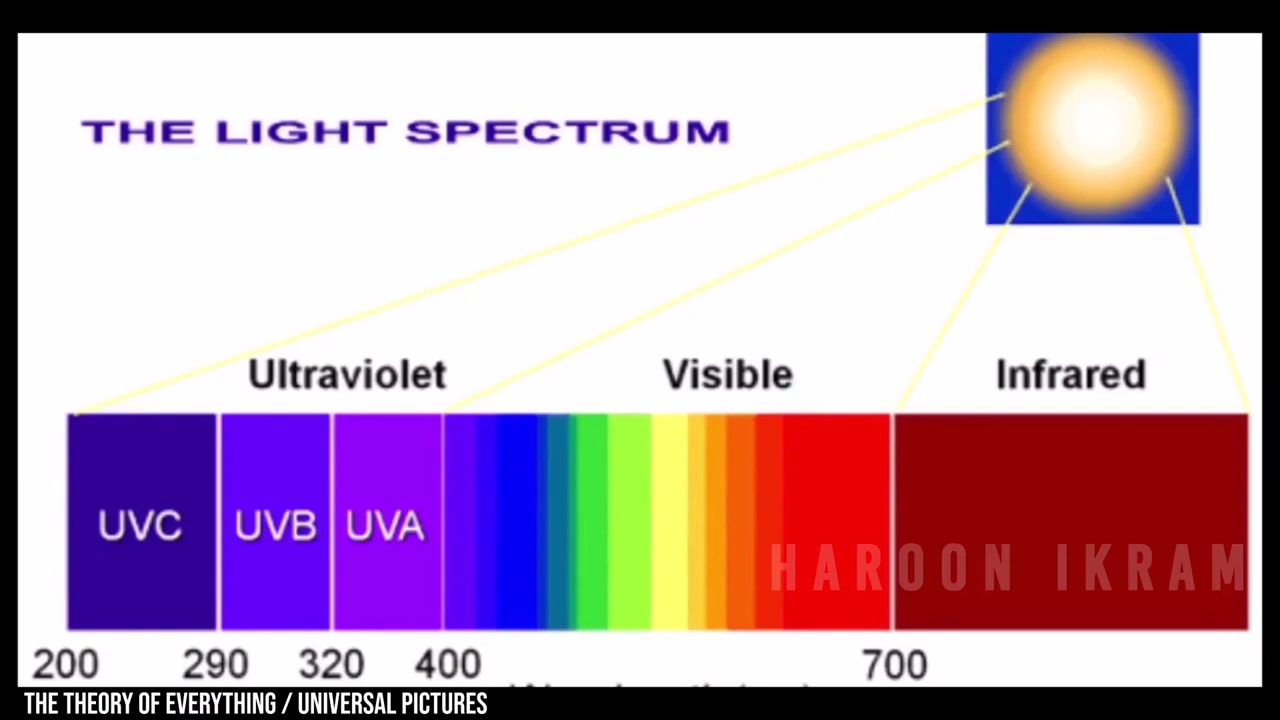 THE LIGHT SPECTRUM
Ultraviolet Visible Infrared
UVC UVB UVA
HAROON IKRAM
200 290 320 400 700
THE THEORY OF EVERYTHING / UNIVERSAL PICTURES